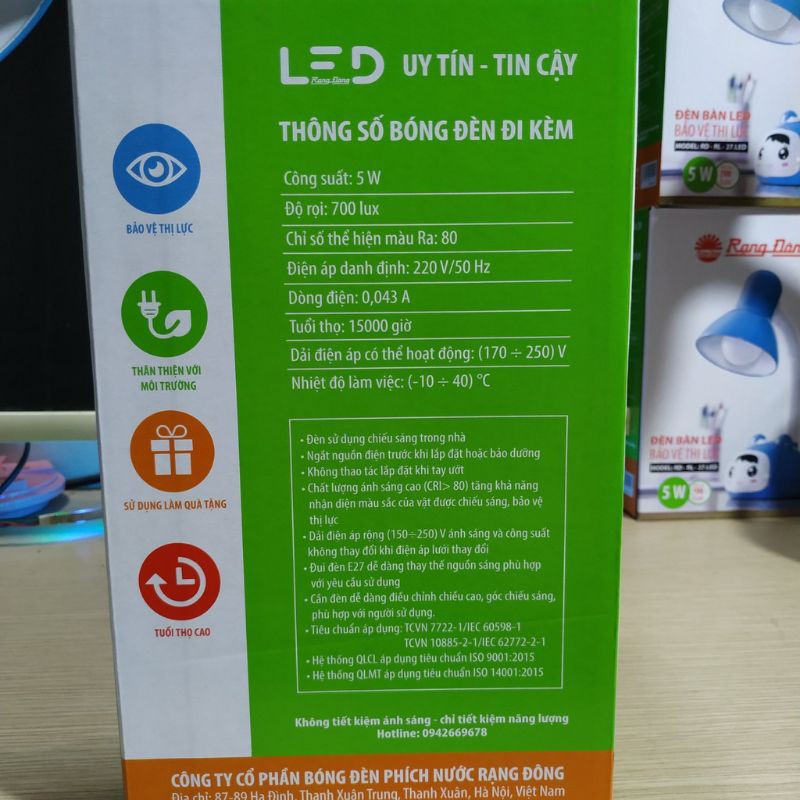 LED
Rạng Đông
UY TÍN - TIN CẬY
THÔNG SỐ BÓNG ĐÈN ĐI KÈM
Công suất: 5 W
Độ rọi: 700 lux
Chỉ số thể hiện màu Ra: 80
Điện áp danh định: 220 V/50 Hz
Dòng điện: 0,043 A
Tuổi thọ: 15000 giờ
Dải điện áp có thể hoạt động: (170 ÷ 250) V
Nhiệt độ làm việc: (-10 ÷ 40) °C
BẢO VỆ THỊ LỰC
THÂN THIỆN VỚI
MÔI TRƯỜNG
SỬ DỤNG LÀM QUÀ TẶNG
TUỔI THỌ CAO
• Đèn sử dụng chiếu sáng trong nhà
• Ngắt nguồn điện trước khi lắp đặt hoặc bảo dưỡng
• Không thao tác lắp đặt khi tay ướt
• Chất lượng ánh sáng cao (CRI> 80) tăng khả năng
nhận diện màu sắc của vật được chiếu sáng, bảo vệ
thị lực
• Dải điện áp rộng (150÷250) V ánh sáng và công suất
không thay đổi khi điện áp lưới thay đổi
• Đui đèn E27 dễ dàng thay thế nguồn sáng phù hợp
với yêu cầu sử dụng
• Cần đèn dễ dàng điều chỉnh chiều cao, góc chiếu sáng,
phù hợp với người sử dụng.
• Tiêu chuẩn áp dụng: TCVN 7722-1/IEC 60598-1
TCVN 10885-2-1/IEC 62772-2-1
• Hệ thống QLCL áp dụng tiêu chuẩn ISO 9001:2015
• Hệ thống QLMT áp dụng tiêu chuẩn ISO 14001:2015
Không tiết kiệm ánh sáng - chỉ tiết kiệm năng lượng
Hotline: 0942669678
CÔNG TY CỔ PHẦN BÓNG ĐÈN PHÍCH NƯỚC RẠNG ĐÔNG
Địa chỉ: 87-89 Hạ Đình, Thanh Xuân Trung, Thanh Xuân, Hà Nội, Việt Nam
ĐÈN BÀN LED
BẢO VỆ THỊ LỰC
MODEL: RD - RL - 27.LED
5 W
Rạng Đông
ĐÈN BÀN LED
BẢO VỆ THỊ LỰC
MODEL: RD - RL - 27.LED
5 W